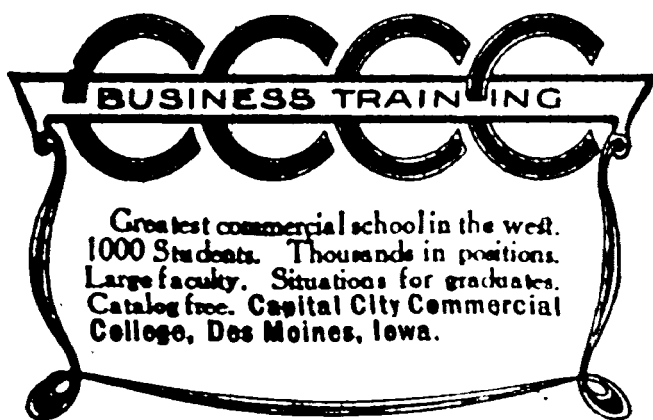 CCCC
BUSINESS TRAINING
Greatest commercial school in the west.
1000 Students. Thousands in positions.
Large faculty. Situations for graduates.
Catalog free. Capital City Commercial
College, Des Moines, Iowa.